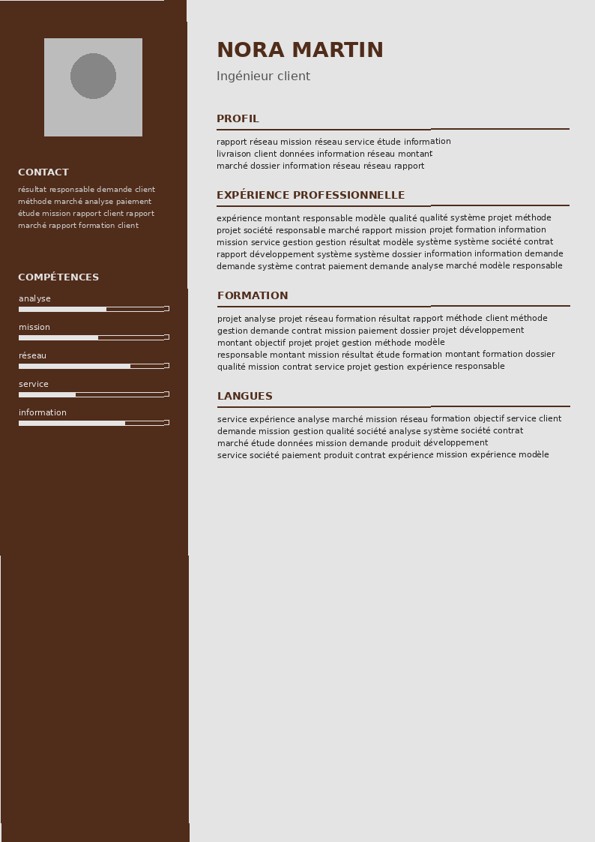 CONTACT
résultat responsable demande client
méthode marché analyse paiement
étude mission rapport client rapport
marché rapport formation client
COMPÉTENCES
analyse
mission
réseau
service
information
NORA MARTIN
Ingénieur client
PROFIL
rapport réseau mission réseau service étude information
livraison client données information réseau montant
marché dossier information réseau réseau rapport
EXPÉRIENCE PROFESSIONNELLE
expérience montant responsable modèle qualité qualité système projet méthode
projet société responsable marché rapport mission projet formation information
mission service gestion gestion résultat modèle système système société contrat
rapport développement système système dossier information information demande
demande système contrat paiement demande analyse marché modèle responsable
FORMATION
projet analyse projet réseau formation résultat rapport méthode client méthode
gestion demande contrat mission paiement dossier projet développement
montant objectif projet projet gestion méthode modèle
responsable montant mission résultat étude formation montant formation dossier
qualité mission contrat service projet gestion expérience responsable
LANGUES
service expérience analyse marché mission réseau formation objectif service client
demande mission gestion qualité société analyse système société contrat
marché étude données mission demande produit développement
service société paiement produit contrat expérience mission expérience modèle